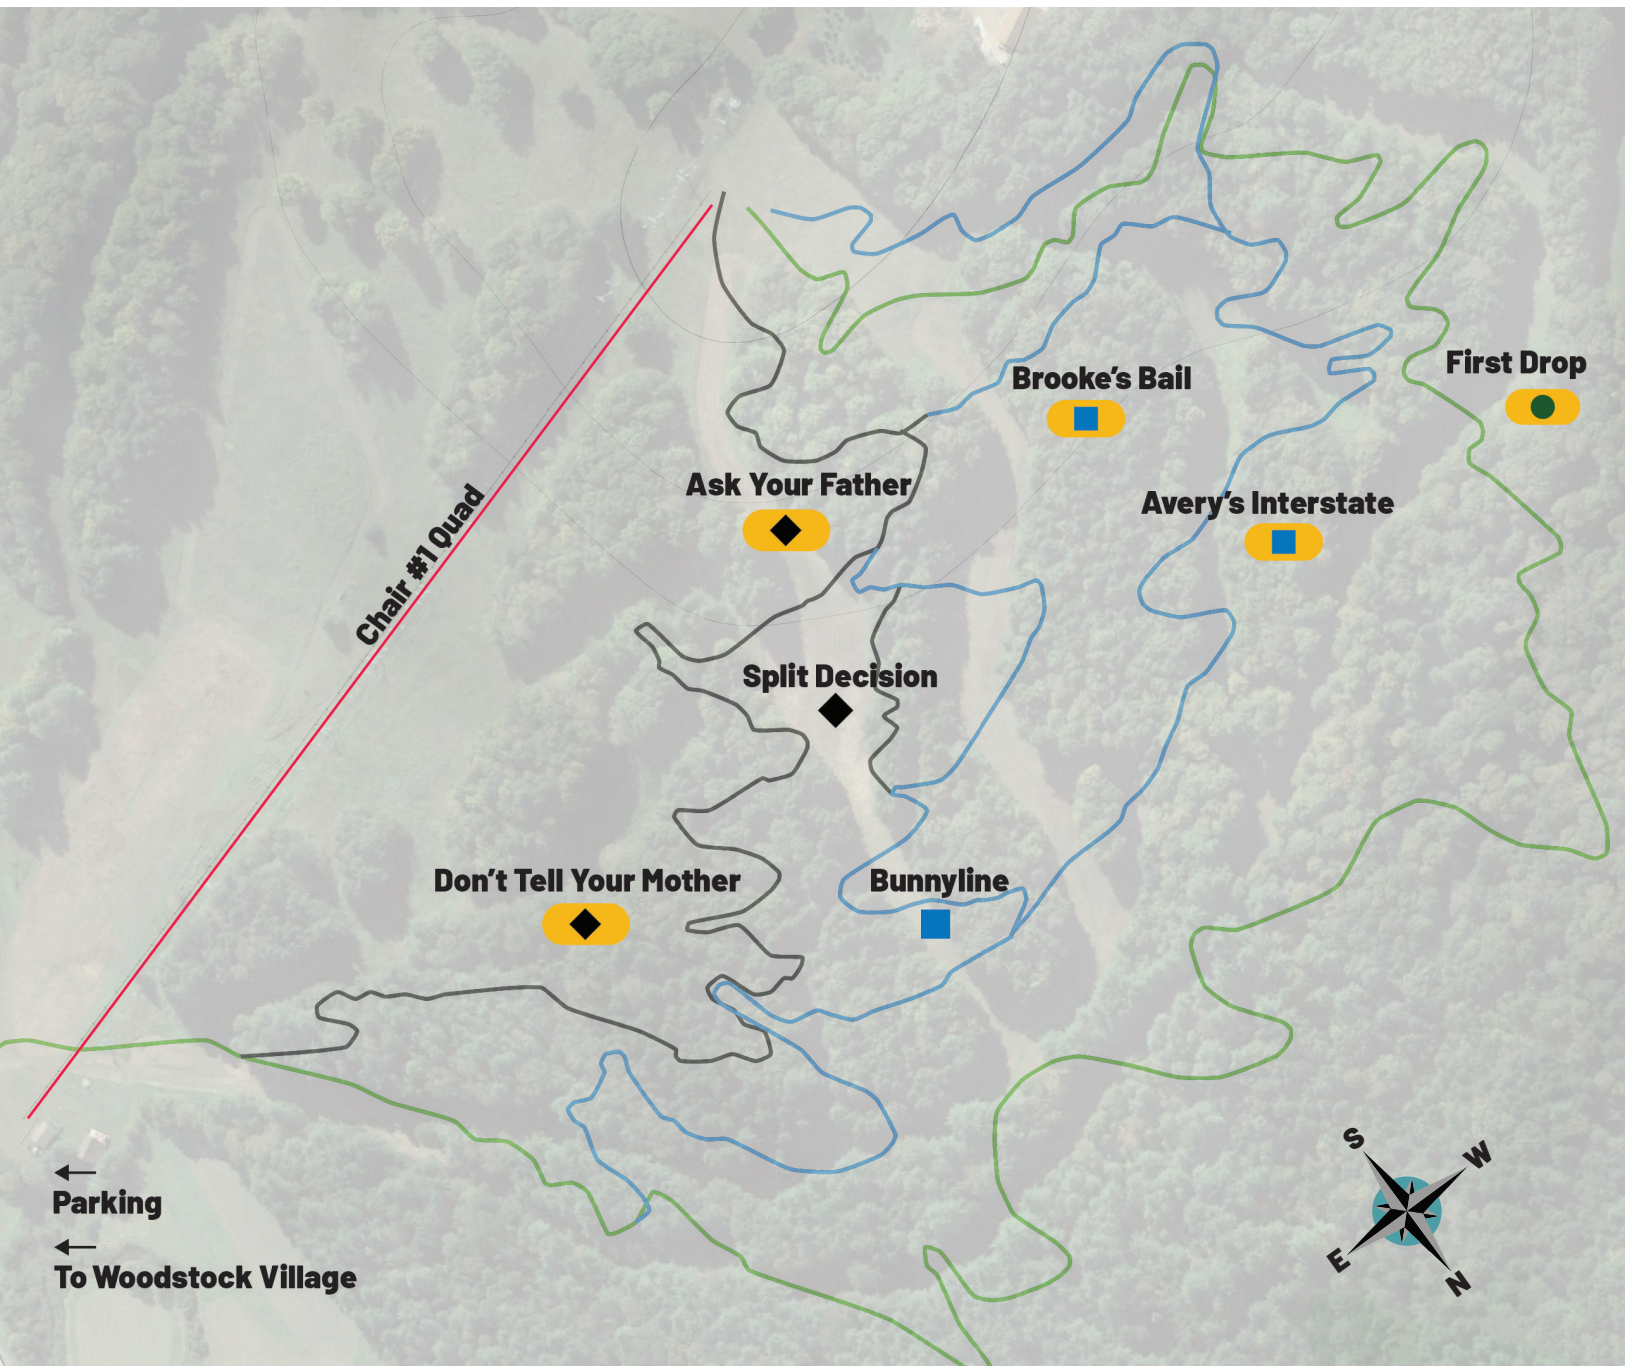 First Drop
Brooke's Bail
Ask Your Father
Avery's Interstate
Chair #1 Quad
Split Decision
Don't Tell Your Mother
Bunnyline
S
W
E
N
Parking
To Woodstock Village